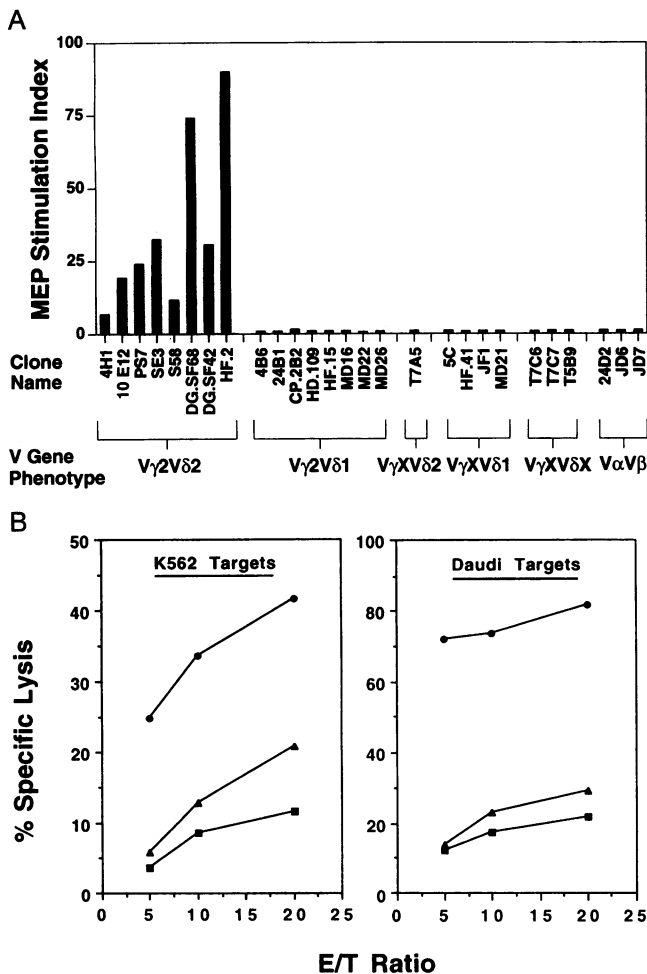 A
MEP Stimulation Index
100
75
50
25
0
Clone Name
4H1
10 E12
PS7
SE3
S58
DG.SF68
DG.SF42
HF.2
4B6
24B1
CP.2B2
HD.109
HF.15
MD16
MD22
MD26
T7A5
5C
HF.41
JF1
MD21
T7C6
T7C7
T5B9
24D2
JD6
JD7
V Gene Phenotype
Vγ2Vδ2
Vγ2Vδ1
VγXVδ2
VγXVδ1
VγXVδX
VαVβ
B
% Specific Lysis
K562 Targets
50
40
30
20
10
0
0 5 10 15 20 25
Daudi Targets
100
80
60
40
20
0
0 5 10 15 20 25
E/T Ratio